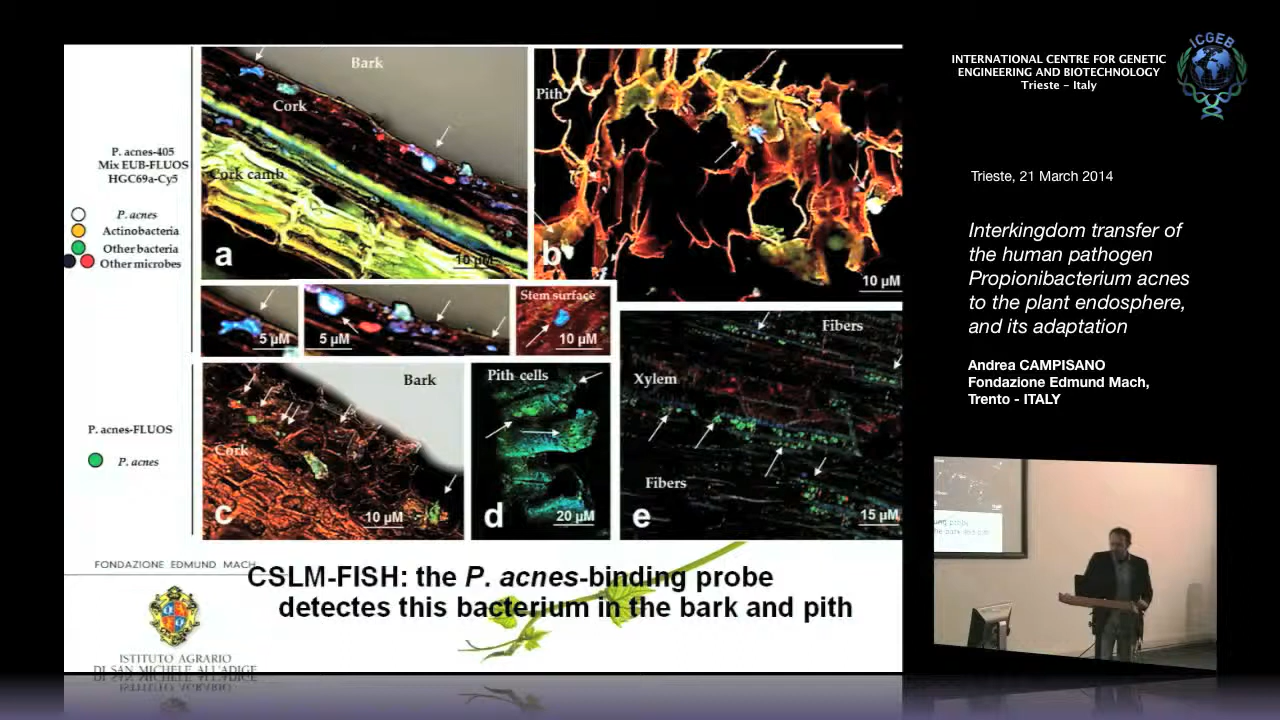 P. acnes-405
Mix EUB-FLUOS
HGC69a-Cy5
P. acnes
Actinobacteria
Other bacteria
Other microbes
P. acnes-FLUOS
P. acnes
Bark
Cork
Cork camb
a
10 µM
Pith
b
10 µM
5 µM
5 µM
Stem surface
10 µM
Bark
Cork
c
10 µM
Pith cells
d
20 µM
Fibers
Xylem
Fibers
e
15 µM
FONDAZIONE EDMUND MACH
CSLM-FISH: the P. acnes-binding probe
detectes this bacterium in the bark and pith
ISTITUTO AGRARIO
DI SAN MICHELE ALL'ADIGE
ICGEB
INTERNATIONAL CENTRE FOR GENETIC
ENGINEERING AND BIOTECHNOLOGY
Trieste - Italy
Trieste, 21 March 2014
Interkingdom transfer of
the human pathogen
Propionibacterium acnes
to the plant endosphere,
and its adaptation
Andrea CAMPISANO
Fondazione Edmund Mach,
Trento - ITALY